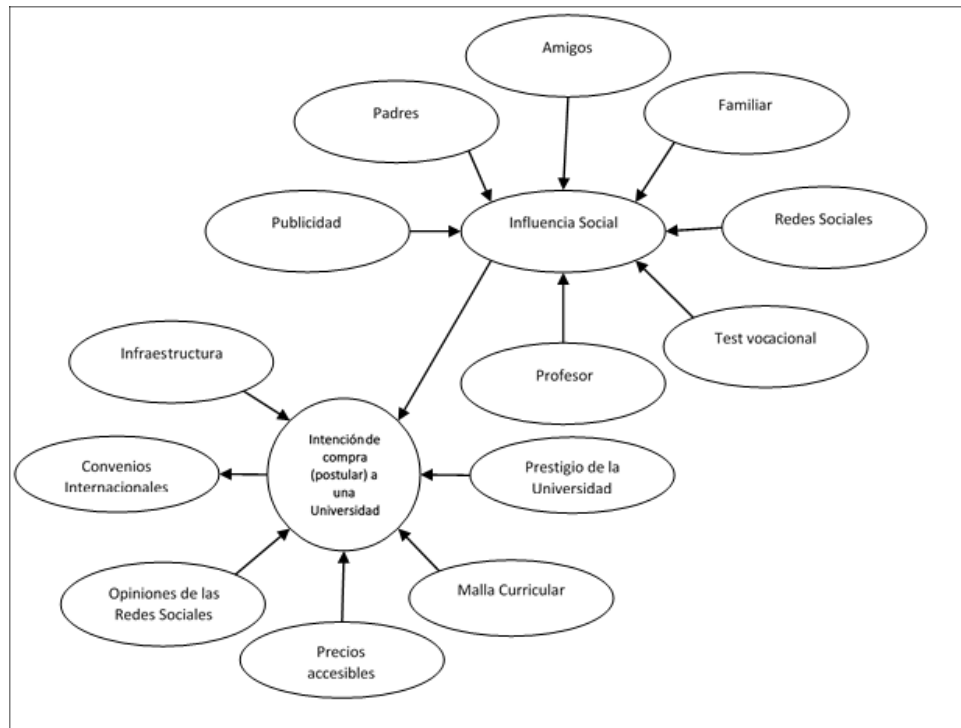 Amigos
Padres
Familiar
Publicidad
Influencia Social
Redes Sociales
Test vocacional
Profesor
Infraestructura
Intención de
compra
(postular) a
una
Universidad
Convenios
Internacionales
Prestigio de la
Universidad
Opiniones de las
Redes Sociales
Malla Curricular
Precios
accesibles